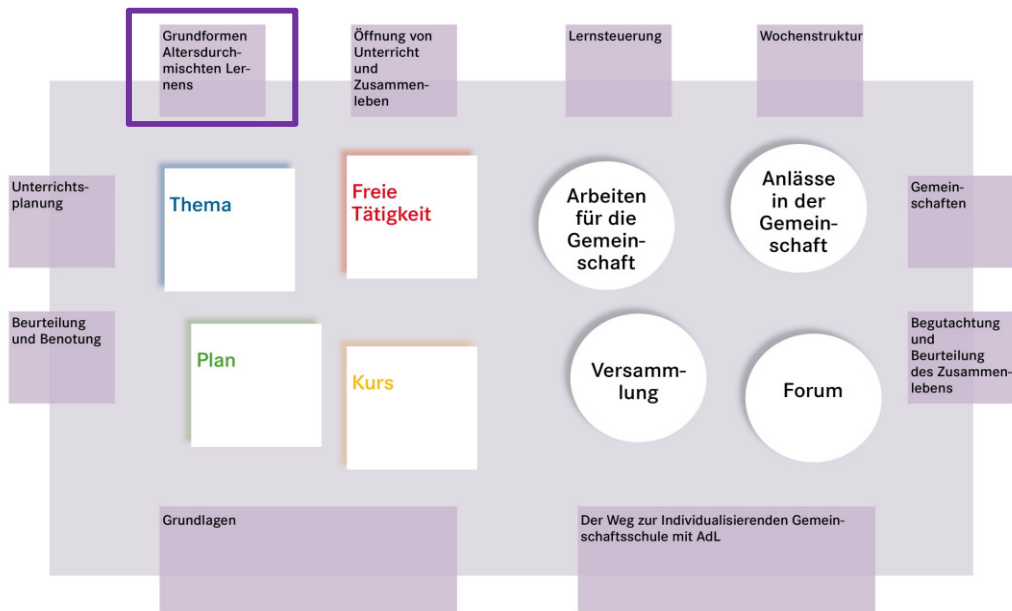 Grundformen
Altersdurch-
mischten Ler-
nens
Öffnung von
Unterricht
und
Zusammen-
leben
Lernsteuerung
Wochenstruktur
Unterrichts-
planung
Thema
Freie
Tätigkeit
Arbeiten
für die
Gemein-
schaft
Anlässe
in der
Gemein-
schaft
Gemein-
schaften
Beurteilung
und Benotung
Plan
Kurs
Versamm-
lung
Forum
Begutachtung
und
Beurteilung
des Zusammen-
lebens
Grundlagen
Der Weg zur Individualisierenden Gemein-
schaftsschule mit AdL